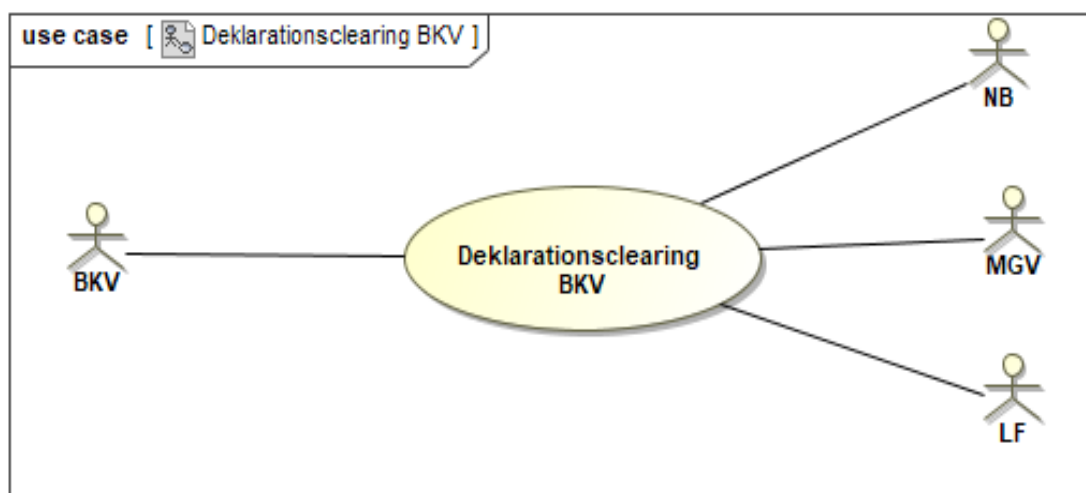 use case [ Deklarationsclearing BKV ]
NB
BKV
Deklarationsclearing
BKV
MGV
LF